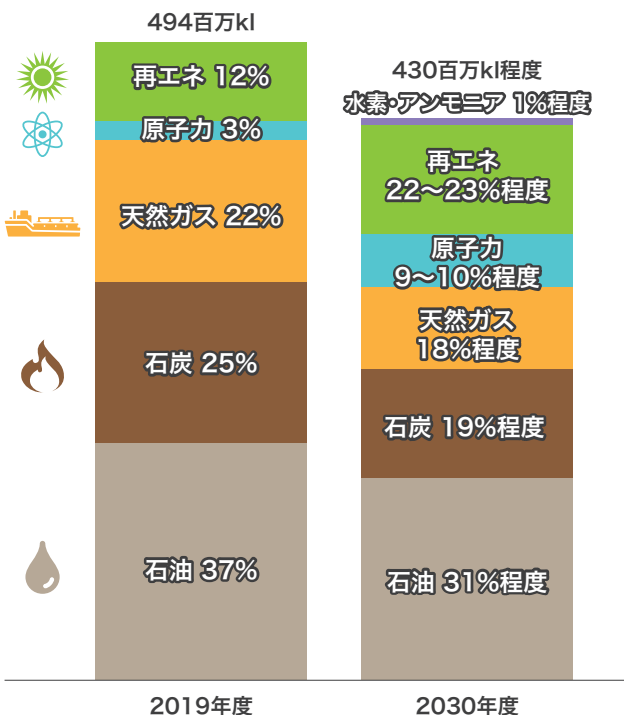 494百万kl
再エネ 12%
原子力 3%
天然ガス 22%
石炭 25%
石油 37%
2019年度
430百万kl程度
水素・アンモニア 1%程度
再エネ
22～23%程度
原子力
9～10%程度
天然ガス
18%程度
石炭 19%程度
石油 31%程度
2030年度